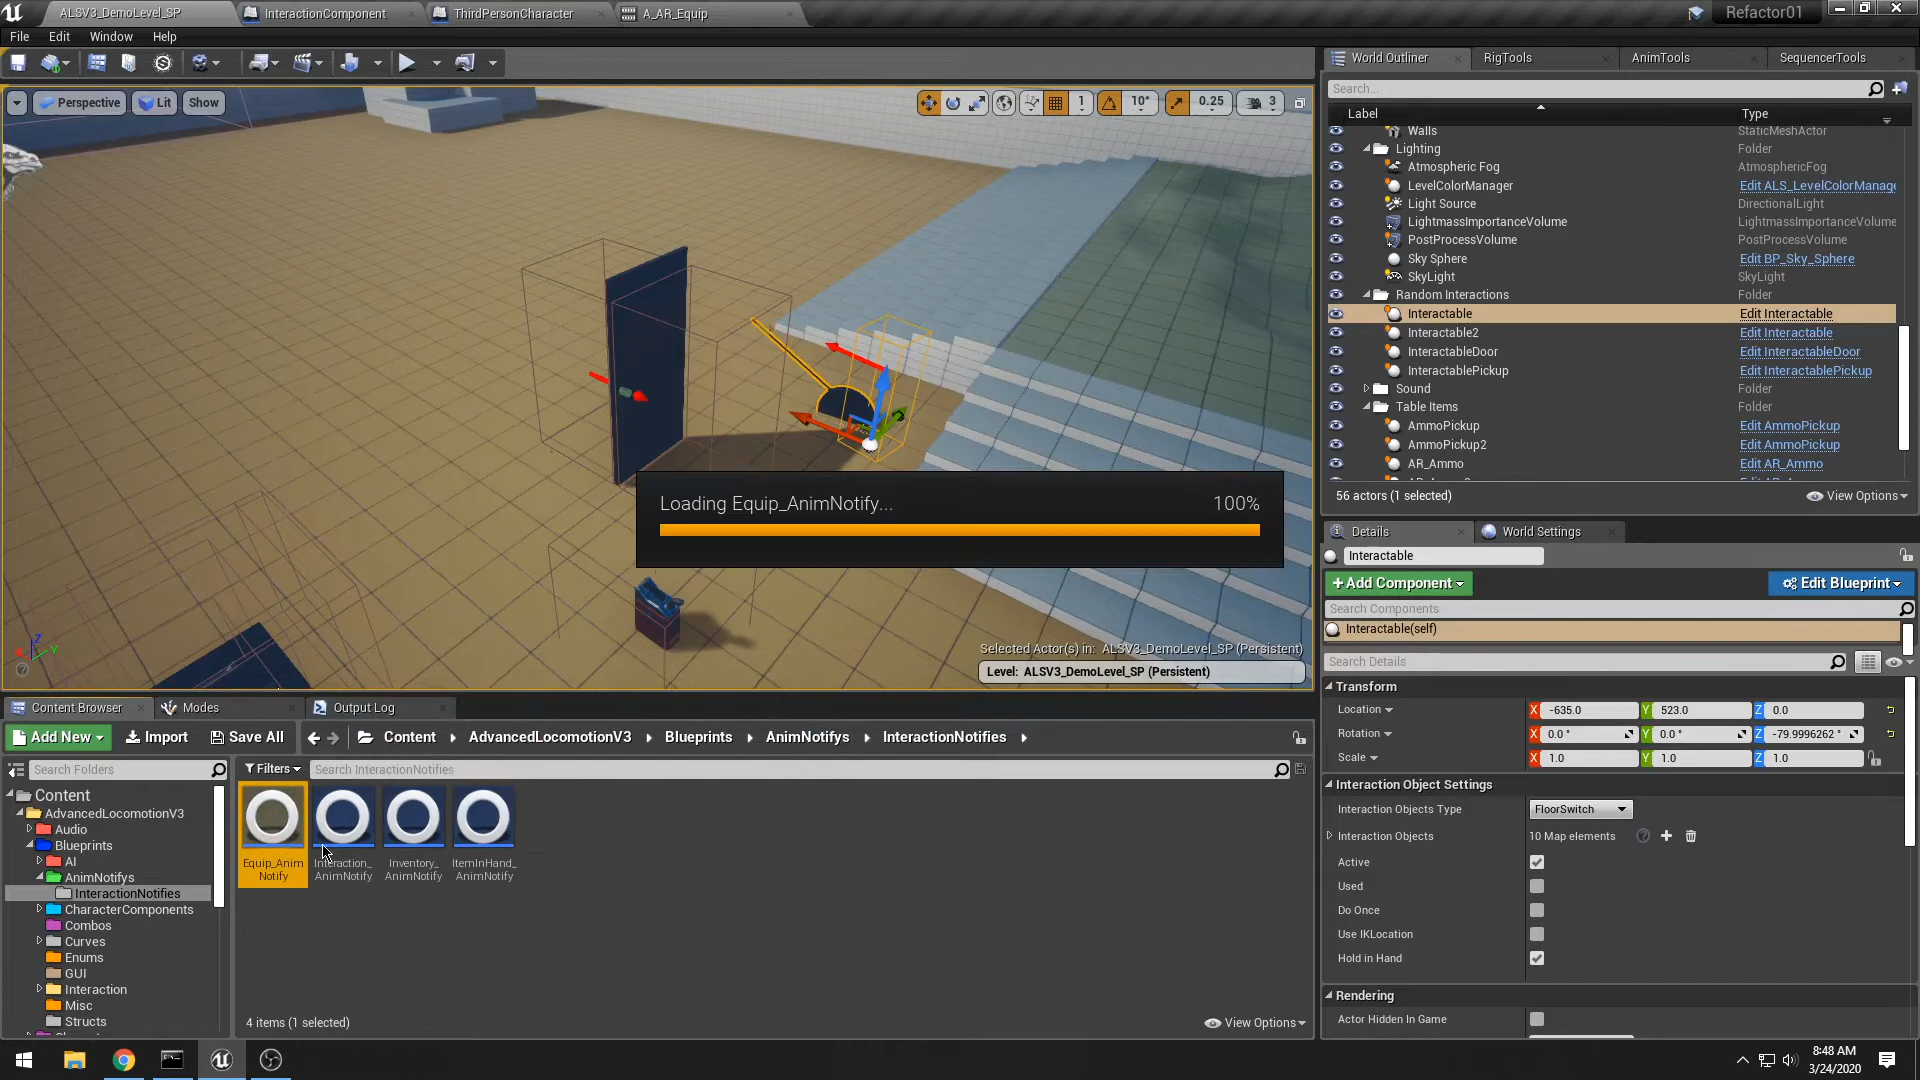 ALSV3_DemoLevel_SP
InteractionComponent
ThirdPersonCharacter
A_AR_Equip
Refactor01
File
Edit
Window
Help
Perspective
Lit
Show
1
10°
0.25
3
Loading Equip_AnimNotify...
100%
Selected Actor(s) in: ALSV3_DemoLevel_SP (Persistent)
Level: ALSV3_DemoLevel_SP (Persistent)
World Outliner
RigTools
AnimTools
SequencerTools
Search...
Label
Type
Walls
StaticMeshActor
Lighting
Folder
Atmospheric Fog
AtmosphericFog
LevelColorManager
Edit ALS_LevelColorManage
Light Source
DirectionalLight
LightmassImportanceVolume
LightmassImportanceVolume
PostProcessVolume
PostProcessVolume
Sky Sphere
Edit BP_Sky_Sphere
SkyLight
SkyLight
Random Interactions
Folder
Interactable
Edit Interactable
Interactable2
Edit Interactable
InteractableDoor
Edit InteractableDoor
InteractablePickup
Edit InteractablePickup
Sound
Folder
Table Items
Folder
AmmoPickup
Edit AmmoPickup
AmmoPickup2
Edit AmmoPickup
AR_Ammo
Edit AR_Ammo
56 actors (1 selected)
View Options
Details
World Settings
Interactable
+Add Component
Edit Blueprint
Search Components
Interactable(self)
Search Details
Transform
Location
X -635.0 Y 523.0 Z 0.0
Rotation
X 0.0 ° Y 0.0 ° Z -79.9996262 °
Scale
X 1.0 Y 1.0 Z 1.0
Interaction Object Settings
Interaction Objects Type
FloorSwitch
Interaction Objects
10 Map elements
Active
Used
Do Once
Use IKLocation
Hold in Hand
Rendering
Actor Hidden In Game
Content Browser
Modes
Output Log
Add New
Import
Save All
Content
AdvancedLocomotionV3
Blueprints
AnimNotifys
InteractionNotifies
Search Folders
Filters
Search InteractionNotifies
Content
AdvancedLocomotionV3
Audio
Blueprints
AI
AnimNotifys
InteractionNotifies
CharacterComponents
Combos
Curves
Enums
GUI
Interaction
Misc
Structs
Equip_Anim
Notify
Interaction_
AnimNotify
Inventory_
AnimNotify
ItemInHand_
AnimNotify
4 items (1 selected)
View Options
8:48 AM
3/24/2020